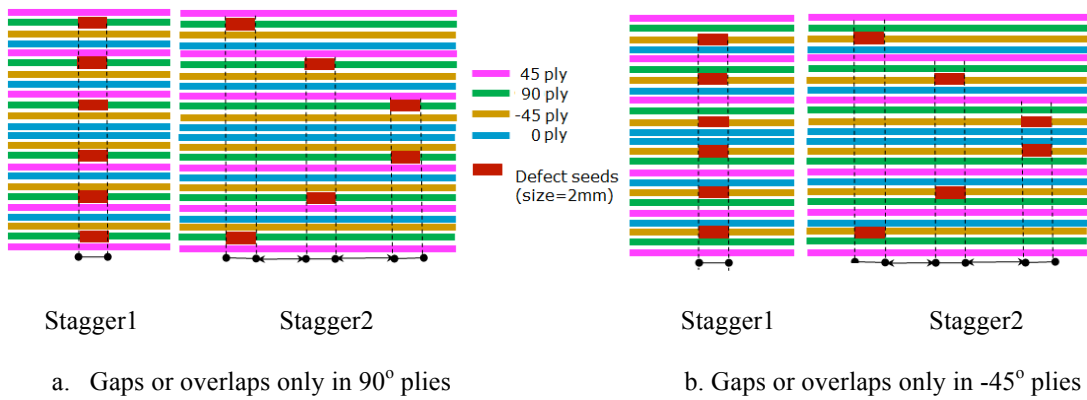 45 ply
90 ply
-45 ply
0 ply
Defect seeds
(size=2mm)
Stagger1
Stagger2
Stagger1
Stagger2
a. Gaps or overlaps only in 90° plies
b. Gaps or overlaps only in -45° plies